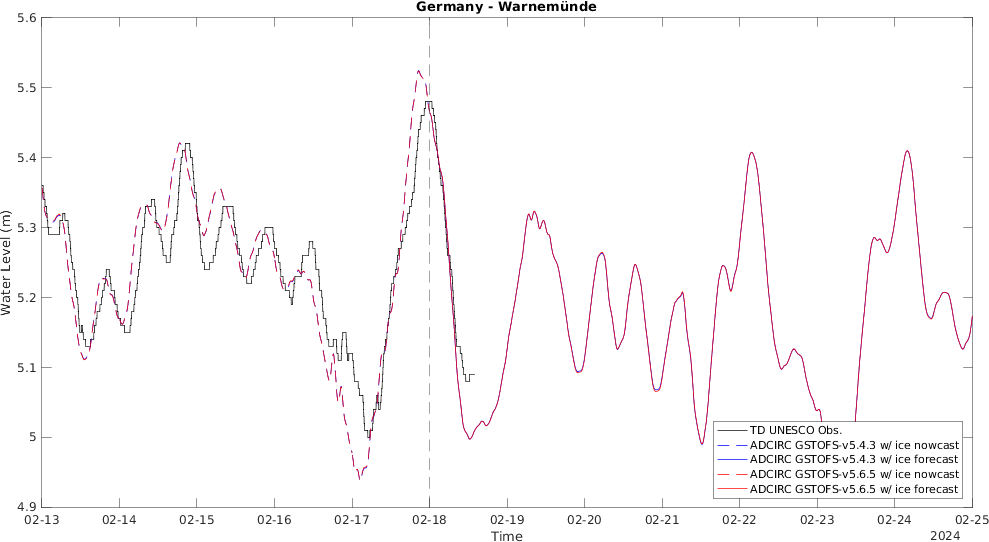 Germany - Warnemünde
5.6
5.5
5.4
5.3
5.2
5.1
5
4.9
Water Level (m)
TD UNESCO Obs.
ADCIRC GSTOFS-v5.4.3 w/ ice nowcast
ADCIRC GSTOFS-v5.4.3 w/ ice forecast
ADCIRC GSTOFS-v5.6.5 w/ ice nowcast
ADCIRC GSTOFS-v5.6.5 w/ ice forecast
02-13 02-14 02-15 02-16 02-17 02-18 02-19 02-20 02-21 02-22 02-23 02-24 02-25
Time
2024